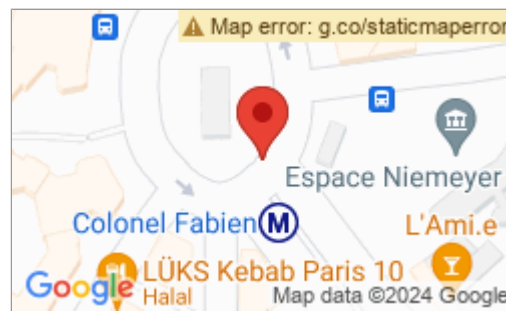 Map error: g.co/staticmaperror
Espace Niemeyer
Colonel Fabien M
L'Ami.e
LÜKS Kebab Paris 10
Halal
Google
Map data ©2024 Google